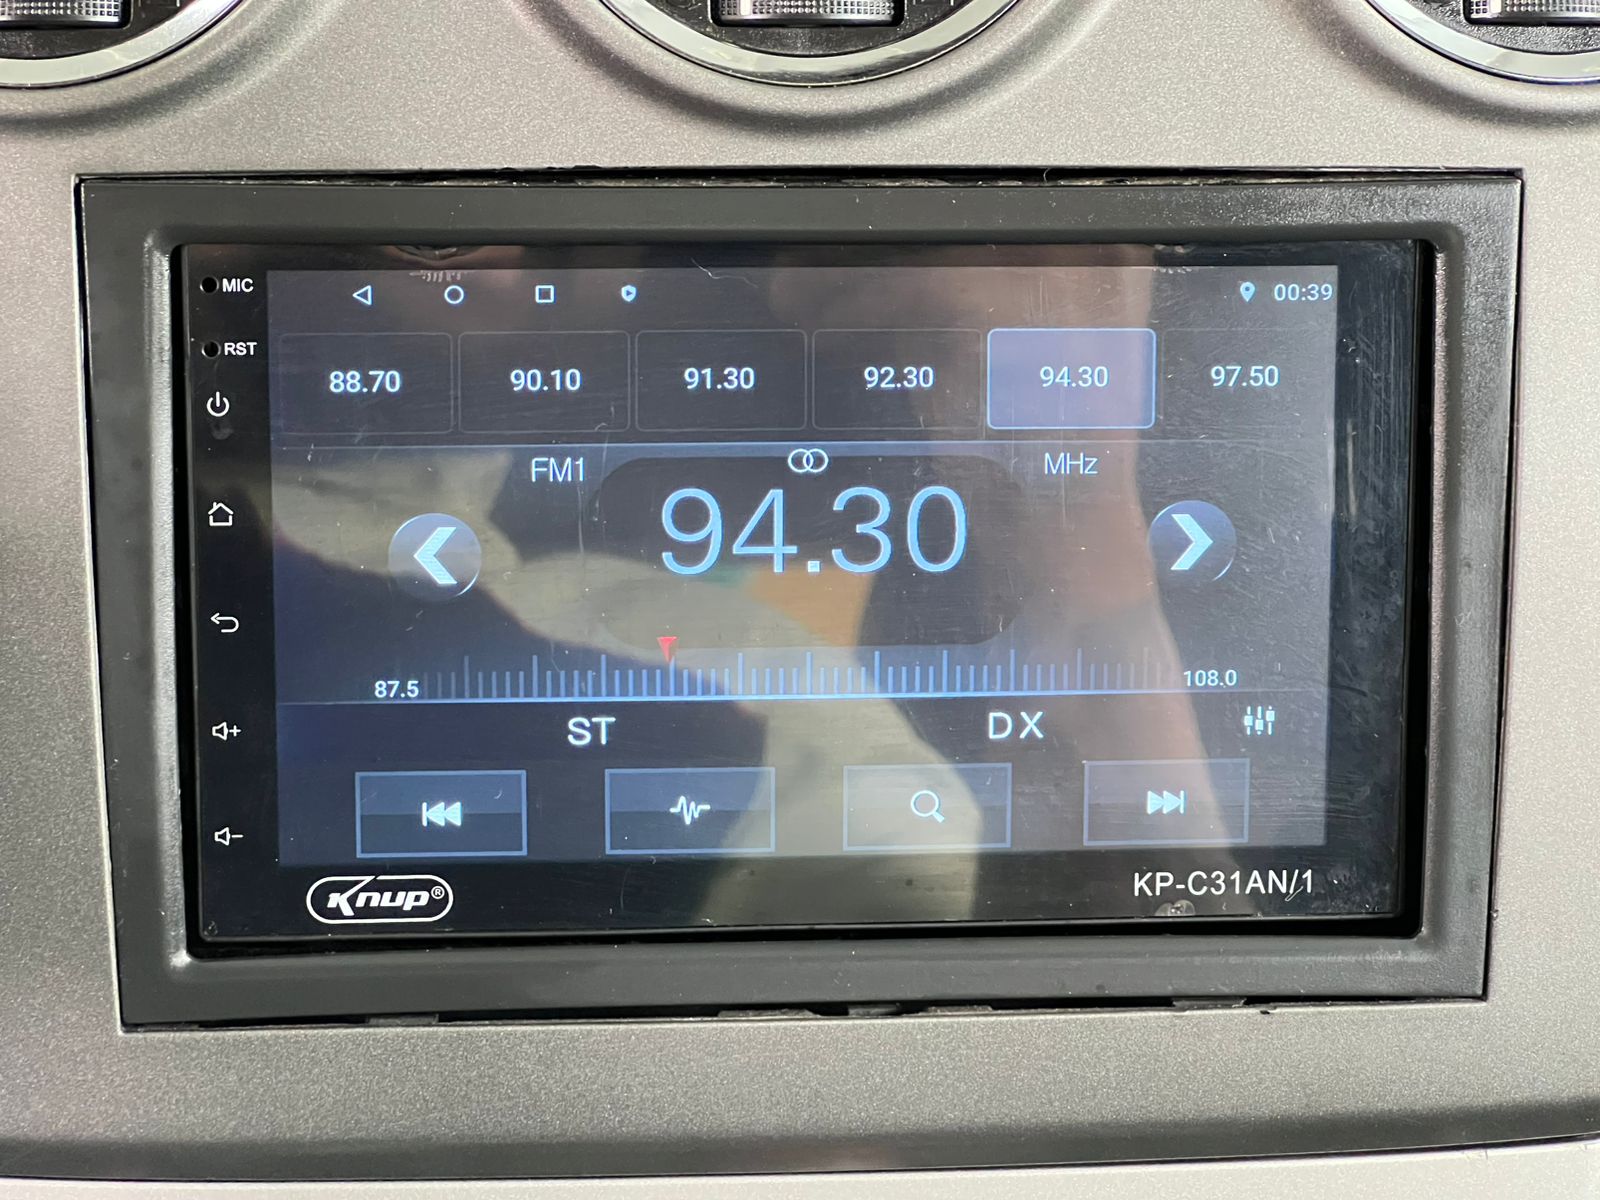 MIC
00:39
RST
88.70 90.10 91.30 92.30 94.30 97.50
FM1 MHz
94.30
87.5 108.0
ST DX
Knup®
KP-C31AN/1